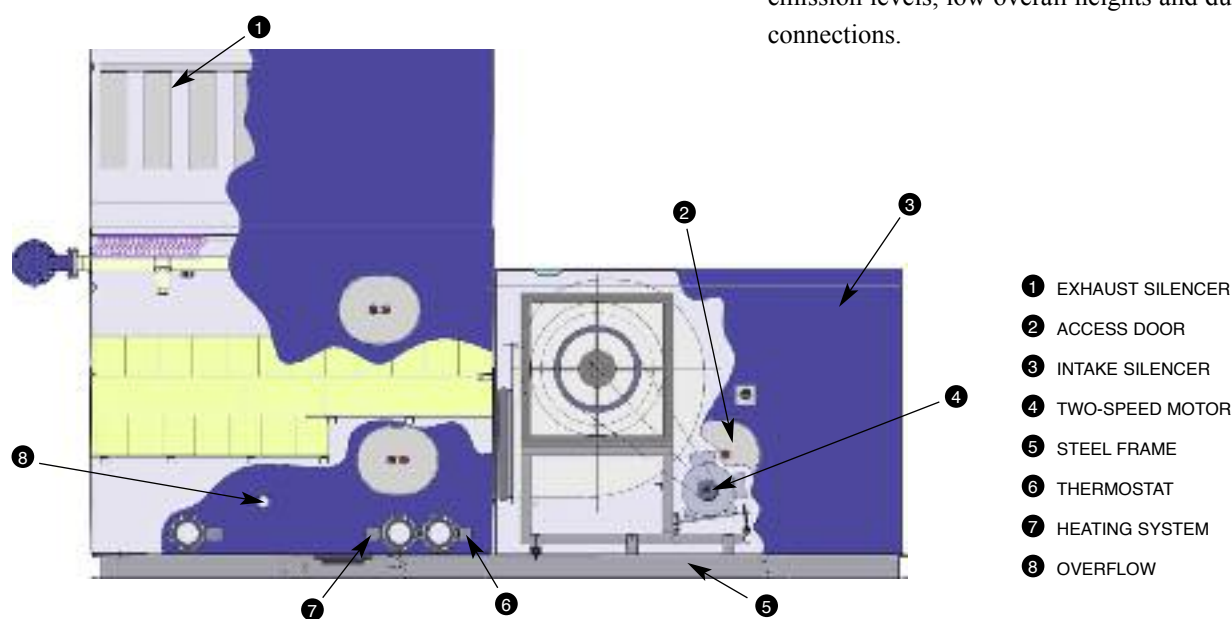 emission levels, low overall heights and du
connections.
1
2
3
4
8
7
6
5
1 EXHAUST SILENCER
2 ACCESS DOOR
3 INTAKE SILENCER
4 TWO-SPEED MOTOR
5 STEEL FRAME
6 THERMOSTAT
7 HEATING SYSTEM
8 OVERFLOW